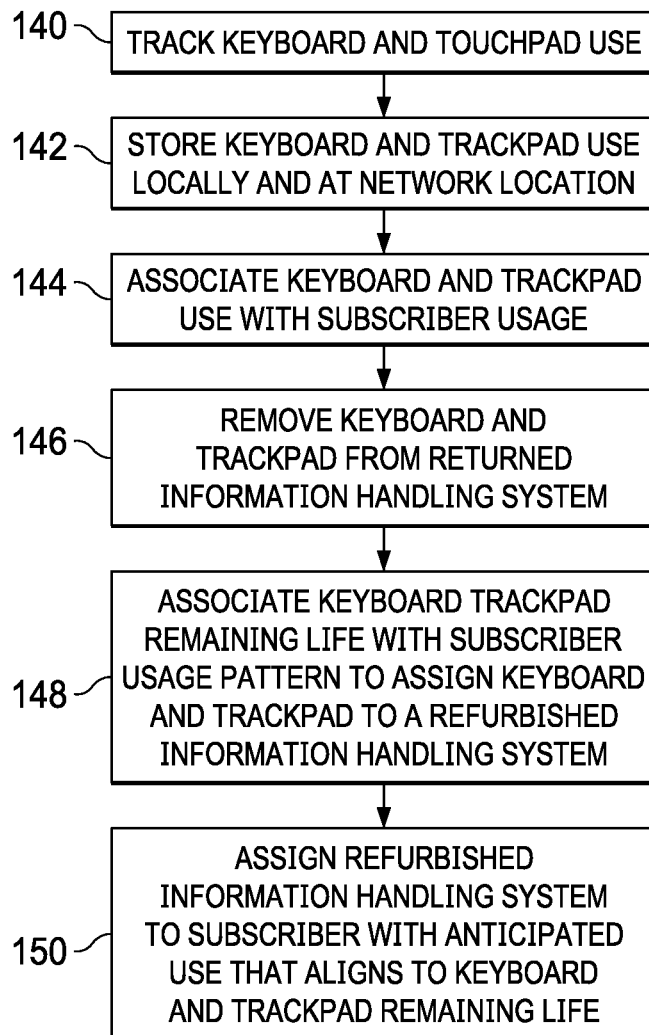 140
TRACK KEYBOARD AND TOUCHPAD USE
142
STORE KEYBOARD AND TRACKPAD USE
LOCALLY AND AT NETWORK LOCATION
144
ASSOCIATE KEYBOARD AND TRACKPAD
USE WITH SUBSCRIBER USAGE
146
REMOVE KEYBOARD AND
TRACKPAD FROM RETURNED
INFORMATION HANDLING SYSTEM
148
ASSOCIATE KEYBOARD TRACKPAD
REMAINING LIFE WITH SUBSCRIBER
USAGE PATTERN TO ASSIGN KEYBOARD
AND TRACKPAD TO A REFURBISHED
INFORMATION HANDLING SYSTEM
150
ASSIGN REFURBISHED
INFORMATION HANDLING SYSTEM
TO SUBSCRIBER WITH ANTICIPATED
USE THAT ALIGNS TO KEYBOARD
AND TRACKPAD REMAINING LIFE